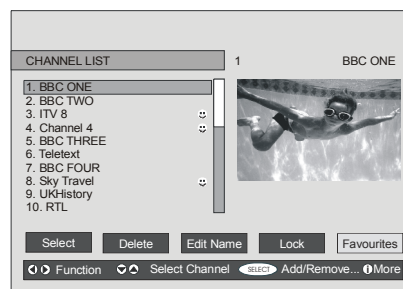 CHANNEL LIST
1 BBC ONE
1. BBC ONE
2. BBC TWO
3. ITV 8
4. Channel 4
5. BBC THREE
6. Teletext
7. BBC FOUR
8. Sky Travel
9. UKHistory
10. RTL
Select Delete Edit Name Lock Favourites
Function Select Channel SELECT Add/Remove... i More